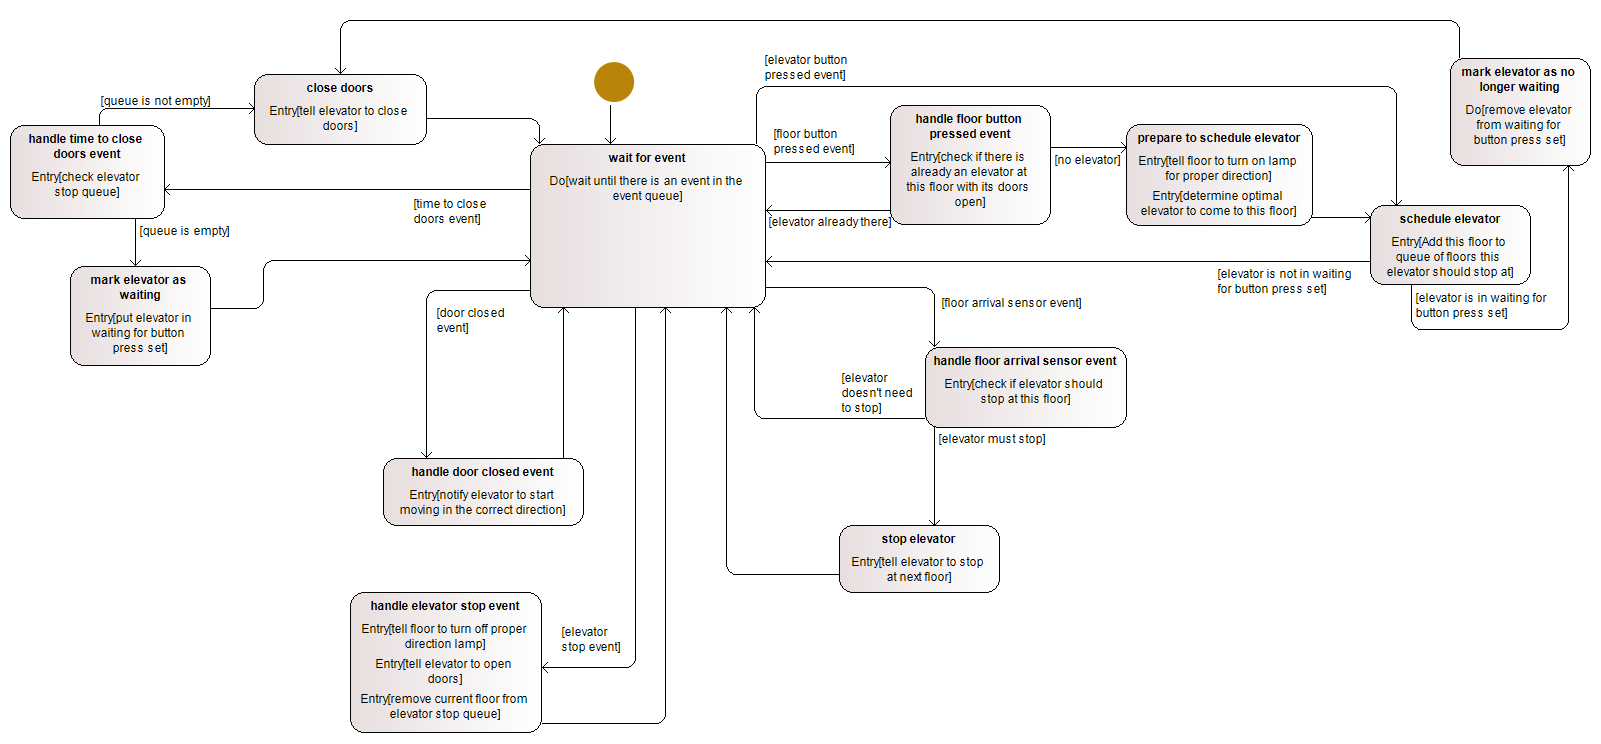 [elevator button
pressed event]
mark elevator as no
longer waiting
Do[remove elevator
from waiting for
button press set]
close doors
Entry[tell elevator to close
doors]
[queue is not empty]
handle time to close
doors event
Entry[check elevator
stop queue]
[queue is empty]
mark elevator as
waiting
Entry[put elevator in
waiting for button
press set]
wait for event
Do[wait until there is an event in the
event queue]
[time to close
doors event]
[floor button
pressed event]
handle floor button
pressed event
Entry[check if there is
already an elevator at
this floor with its doors
open]
[elevator already there]
[no elevator]
prepare to schedule elevator
Entry[tell floor to turn on lamp
for proper direction]
Entry[determine optimal
elevator to come to this floor]
schedule elevator
Entry[Add this floor to
queue of floors this
elevator should stop at]
[elevator is not in waiting
for button press set]
[elevator is in waiting for
button press set]
[door closed
event]
[floor arrival sensor event]
handle floor arrival sensor event
Entry[check if elevator should
stop at this floor]
[elevator
doesn't need
to stop]
[elevator must stop]
handle door closed event
Entry[notify elevator to start
moving in the correct direction]
stop elevator
Entry[tell elevator to stop
at next floor]
handle elevator stop event
Entry[tell floor to turn off proper
direction lamp]
Entry[tell elevator to open
doors]
Entry[remove current floor from
elevator stop queue]
[elevator
stop event]